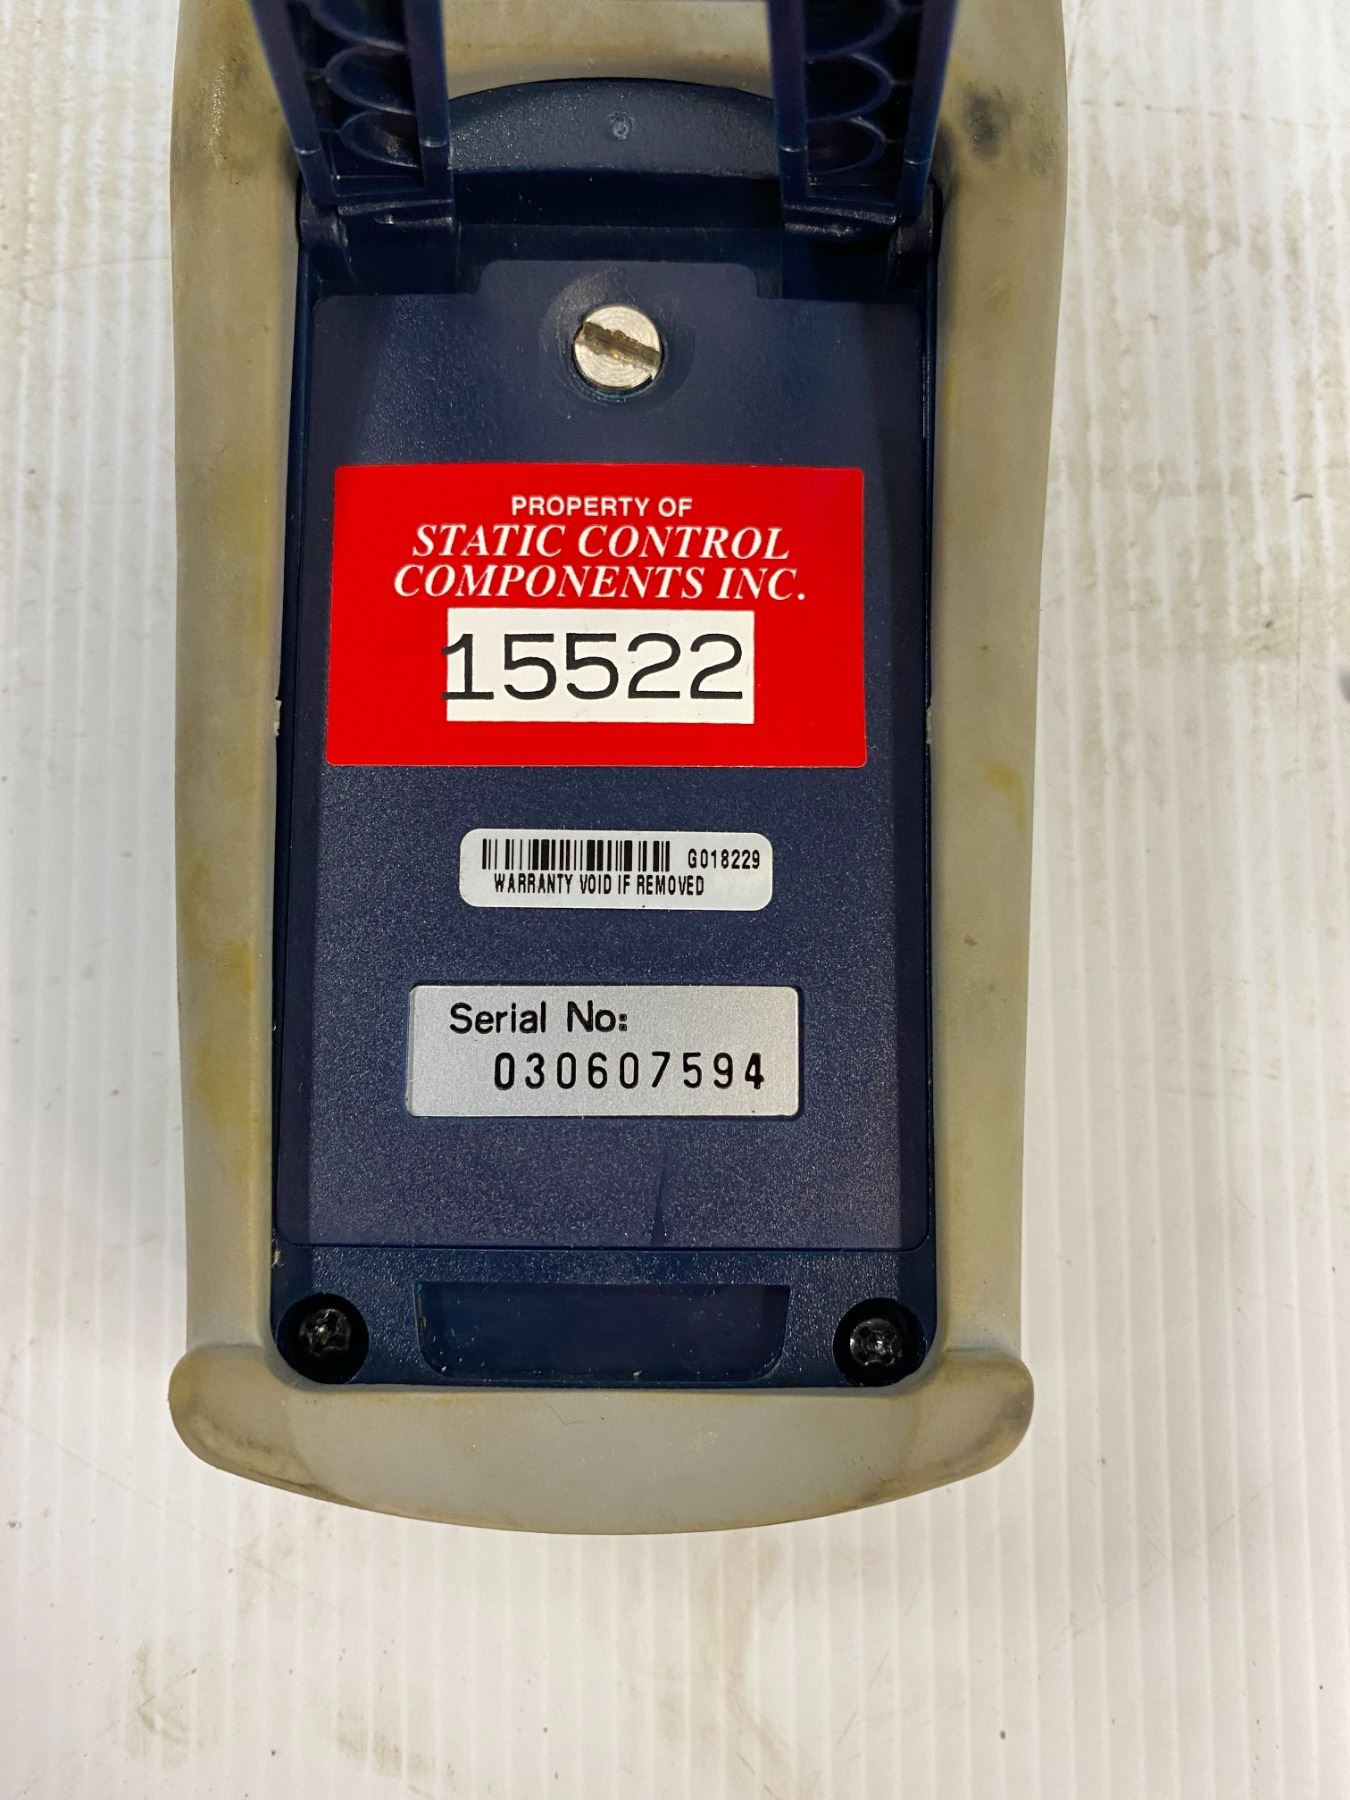 PROPERTY OF
STATIC CONTROL
COMPONENTS INC.
15522
G018229
WARRANTY VOID IF REMOVED
Serial No:
030607594